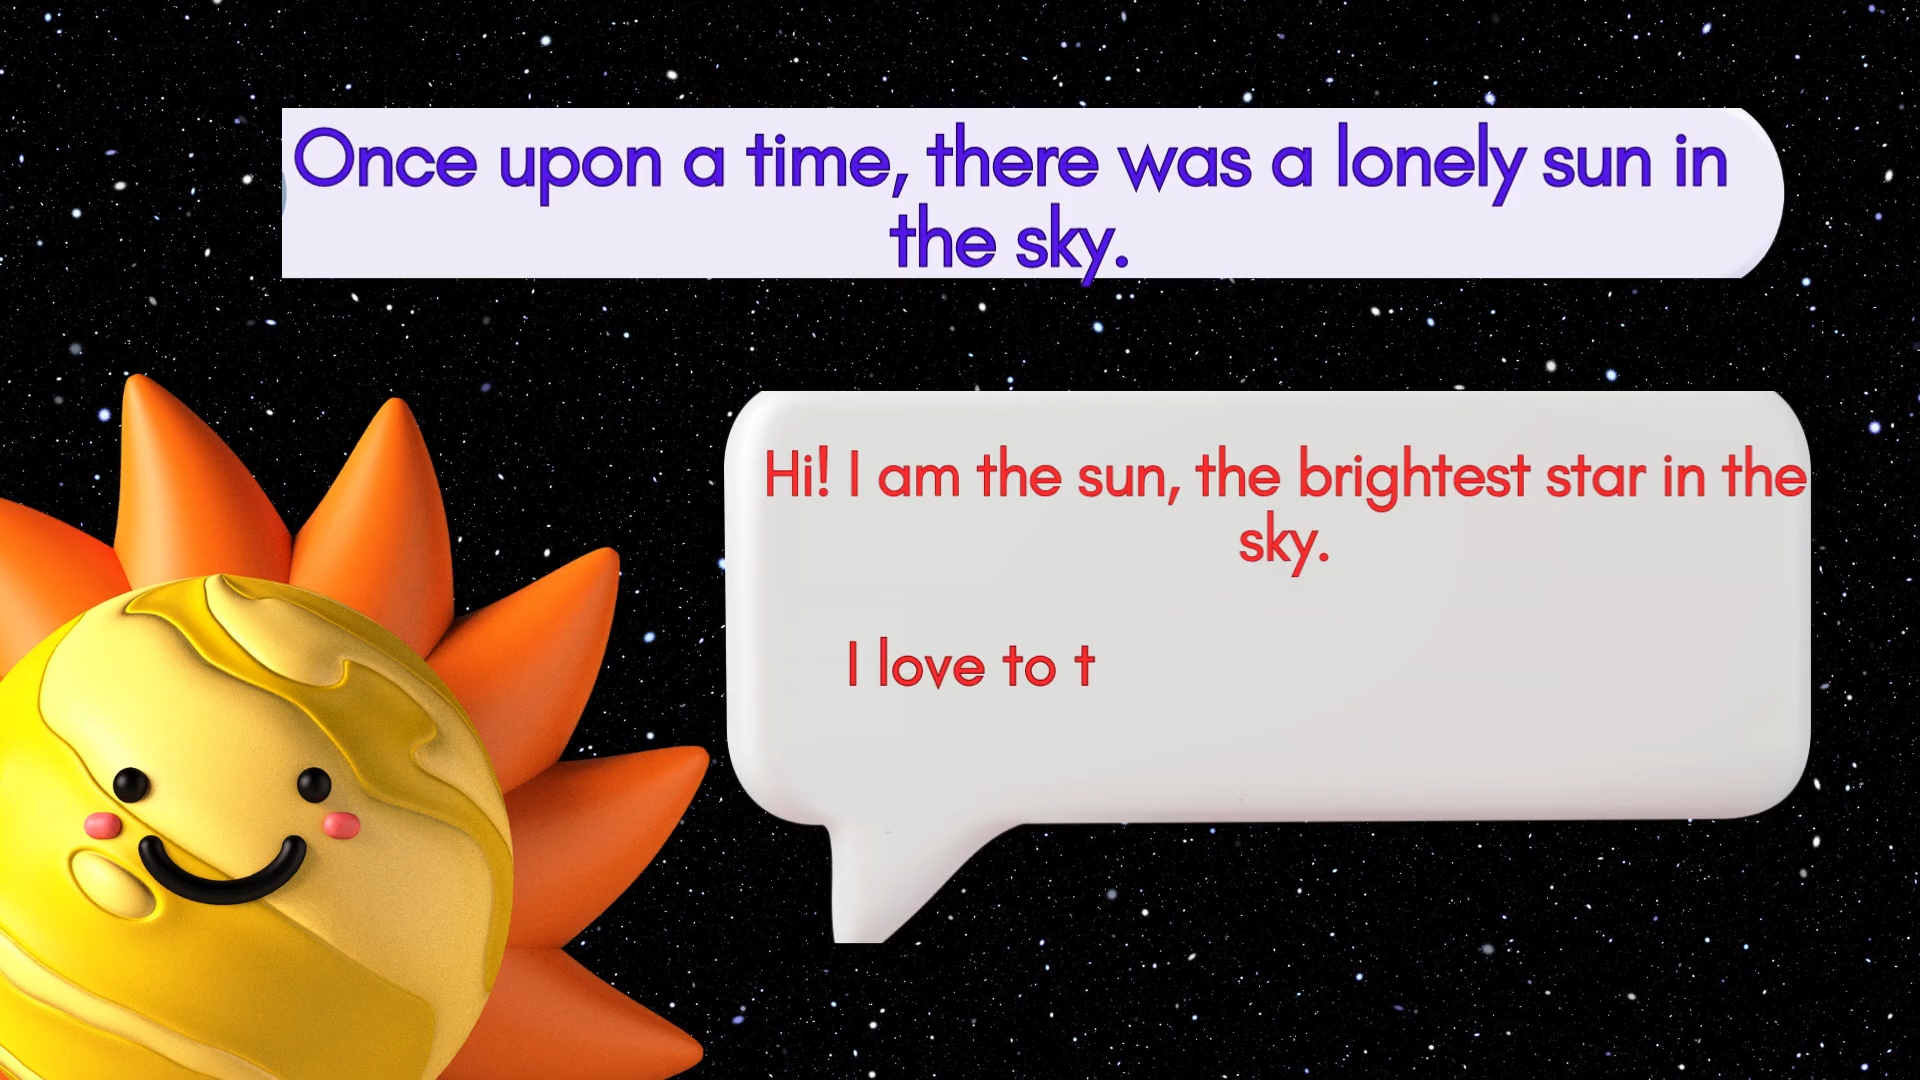 Once upon a time, there was a lonely sun in
the sky.
Hi! I am the sun, the brightest star in the
sky.
I love to t